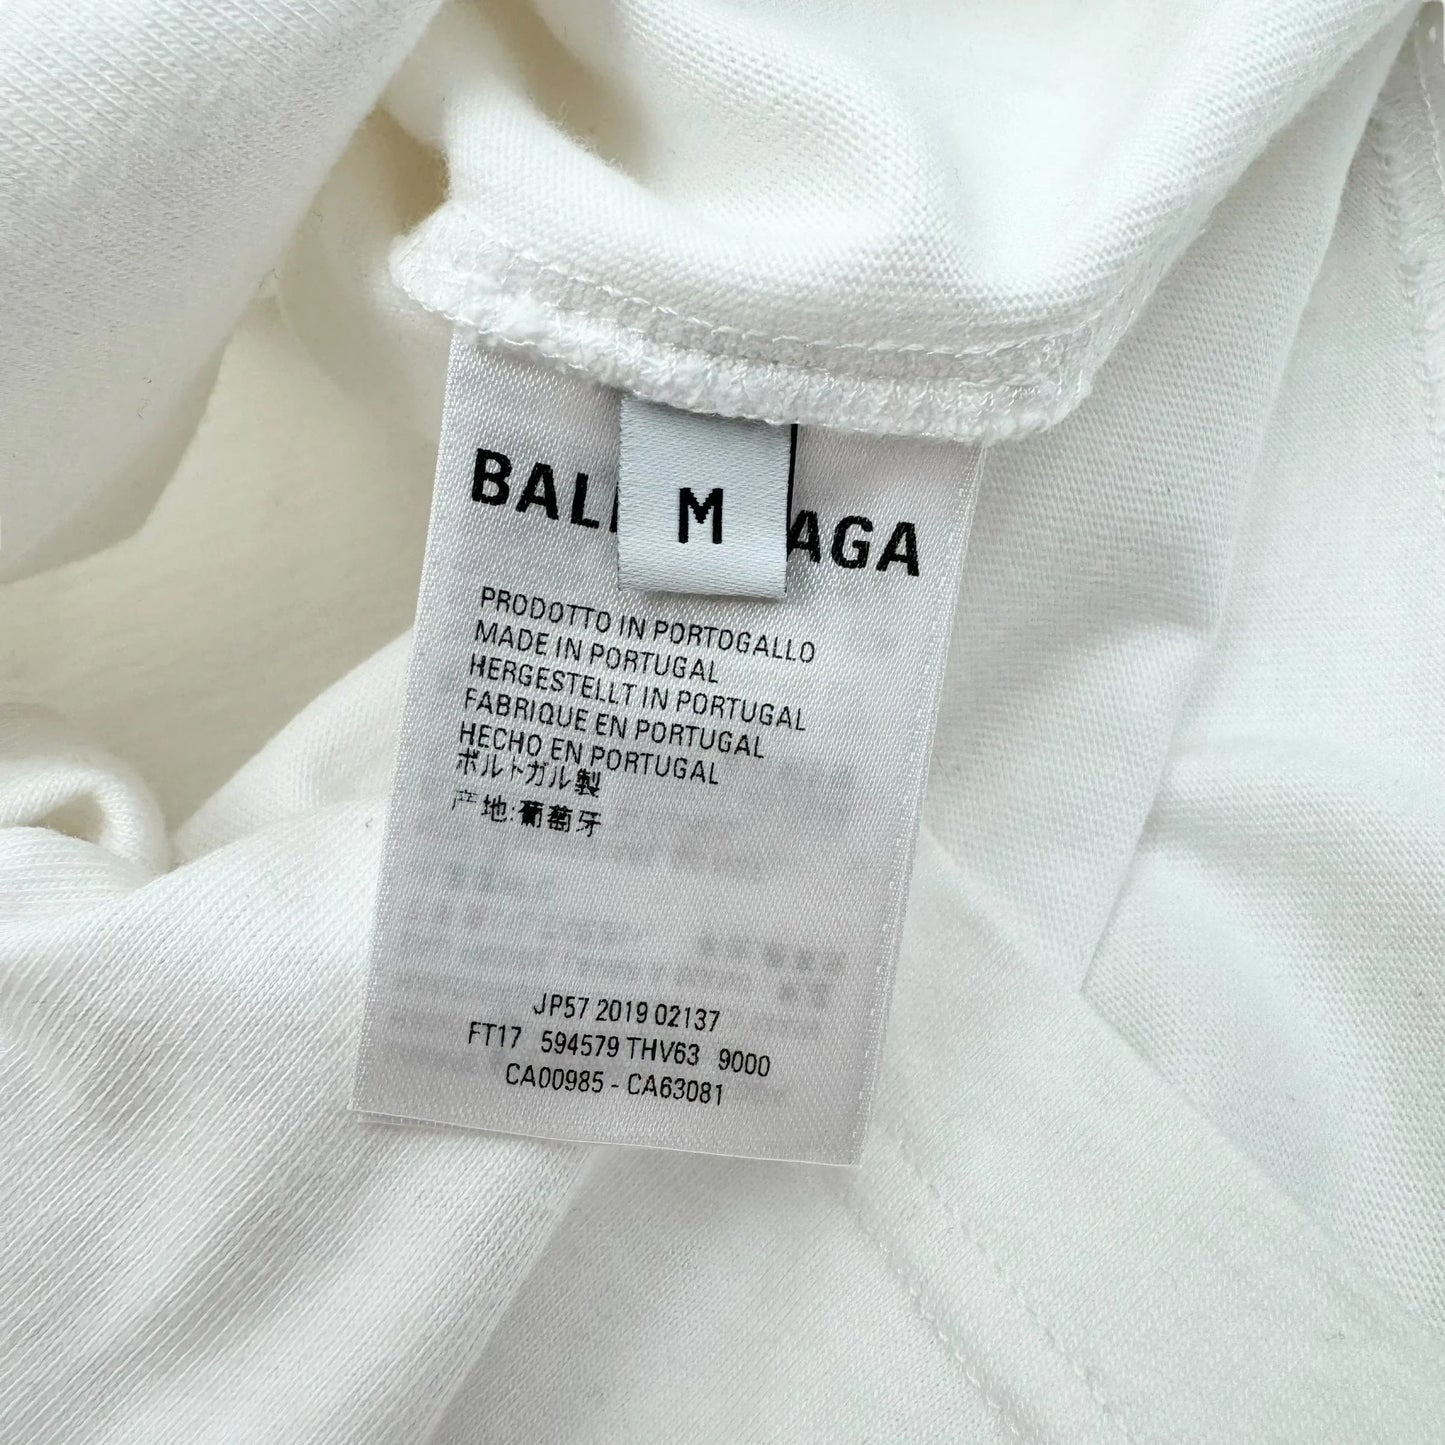 BAL AGA
M
PRODOTTO IN PORTOGALLO
MADE IN PORTUGAL
HERGESTELLT IN PORTUGAL
FABRIQUE EN PORTUGAL
HECHO EN PORTUGAL
ポルトガル製
产地:葡萄牙
JP57 2019 02137
FT17 594579 THV63 9000
CA00985 - CA63081